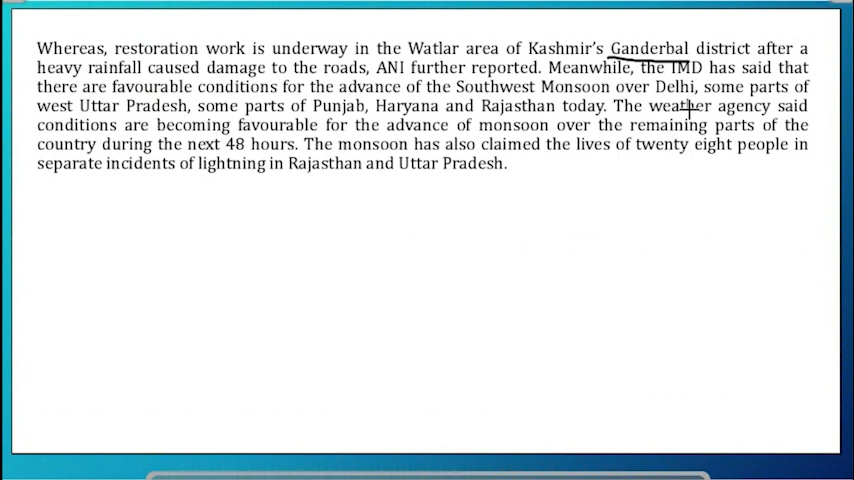 Whereas, restoration work is underway in the Watlar area of Kashmir's Ganderbal district after a
heavy rainfall caused damage to the roads, ANI further reported. Meanwhile, the IMD has said that
there are favourable conditions for the advance of the Southwest Monsoon over Delhi, some parts of
west Uttar Pradesh, some parts of Punjab, Haryana and Rajasthan today. The weather agency said
conditions are becoming favourable for the advance of monsoon over the remaining parts of the
country during the next 48 hours. The monsoon has also claimed the lives of twenty eight people in
separate incidents of lightning in Rajasthan and Uttar Pradesh.